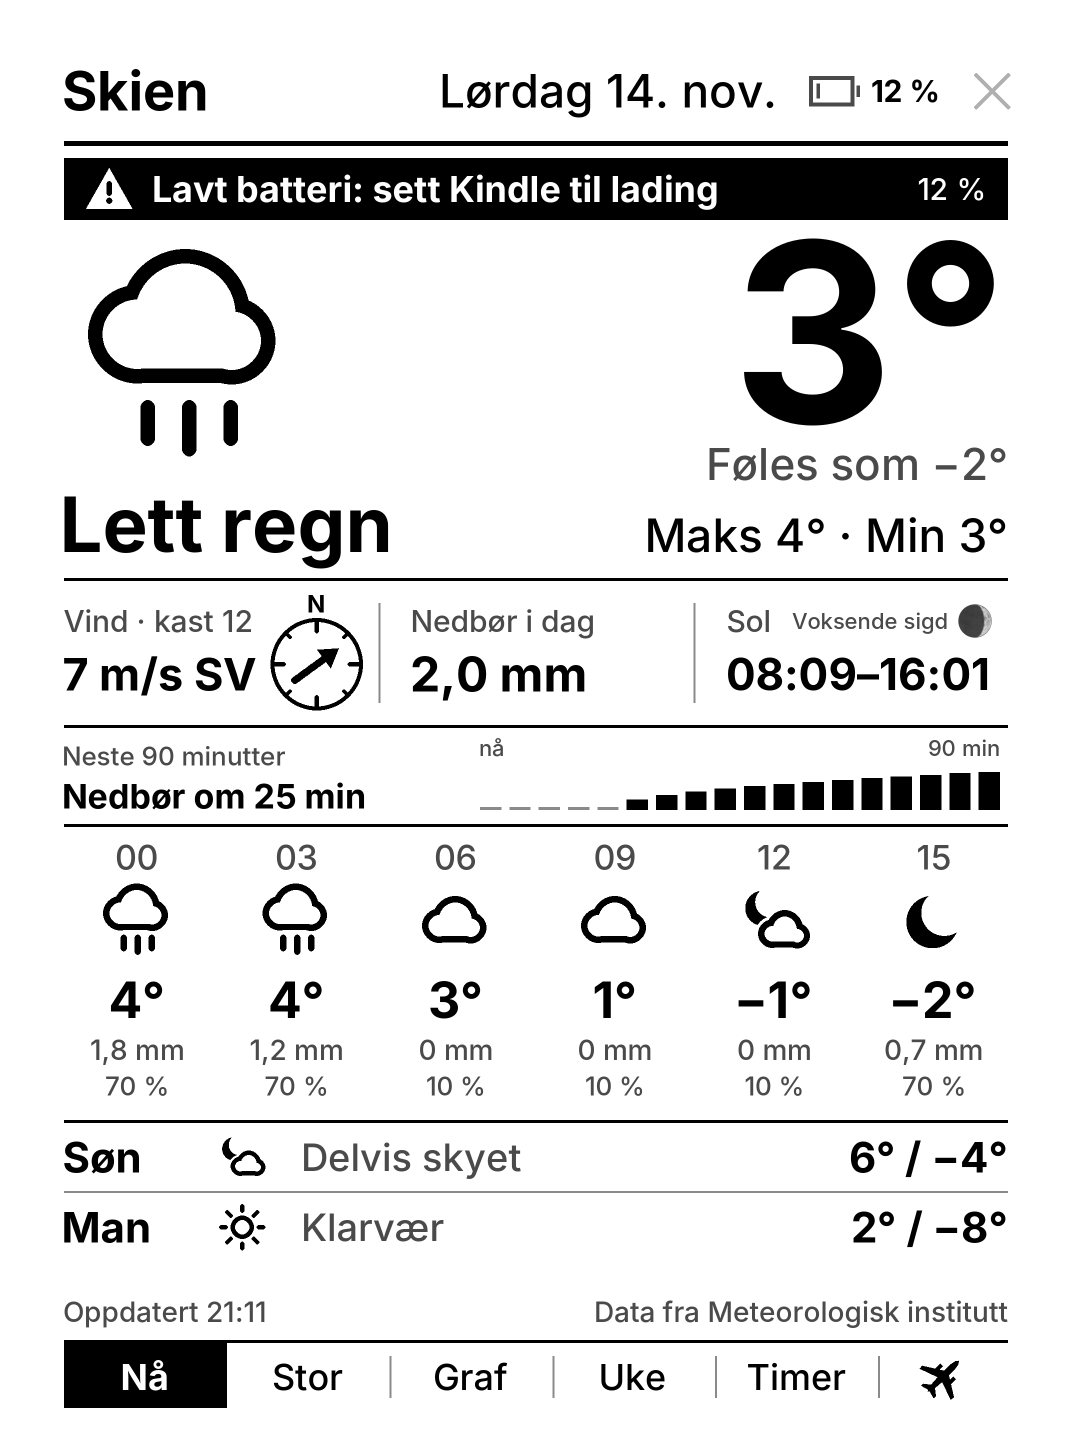 Skien Lørdag 14. nov. 12 %
Lavt batteri: sett Kindle til lading 12 %
3°
Føles som −2°
Lett regn Maks 4° · Min 3°
Vind · kast 12 N Nedbør i dag Sol Voksende sigd
7 m/s SV 2,0 mm 08:09–16:01
Neste 90 minutter nå 90 min
Nedbør om 25 min
00 03 06 09 12 15
4° 4° 3° 1° −1° −2°
1,8 mm 1,2 mm 0 mm 0 mm 0 mm 0,7 mm
70 % 70 % 10 % 10 % 10 % 70 %
Søn Delvis skyet 6° / −4°
Man Klarvær 2° / −8°
Oppdatert 21:11 Data fra Meteorologisk institutt
Nå Stor Graf Uke Timer